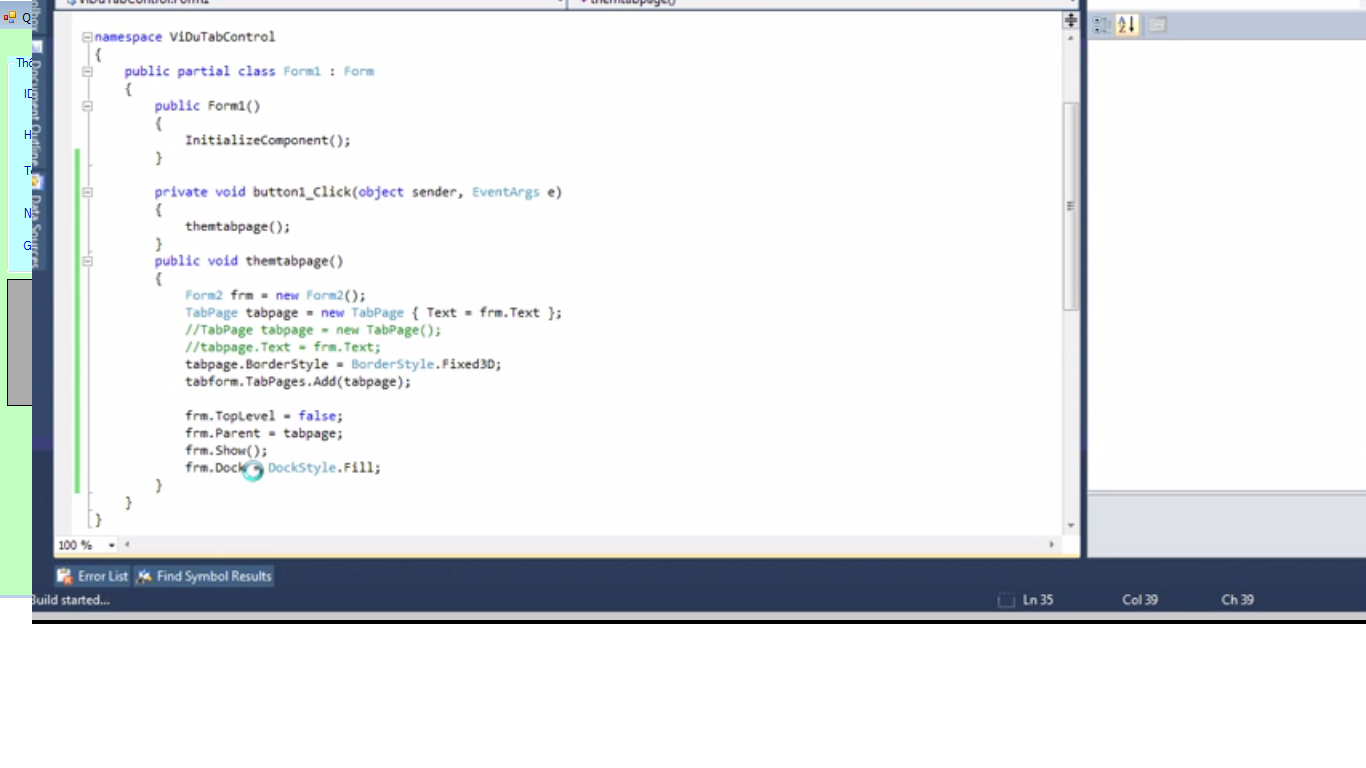 ViDuTabControl.Form1
themtabpage()
Q
namespace ViDuTabControl
{
public partial class Form1 : Form
{
public Form1()
{
InitializeComponent();
}
private void button1_Click(object sender, EventArgs e)
{
themtabpage();
}
public void themtabpage()
{
Form2 frm = new Form2();
TabPage tabpage = new TabPage { Text = frm.Text };
//TabPage tabpage = new TabPage();
//tabpage.Text = frm.Text;
tabpage.BorderStyle = BorderStyle.Fixed3D;
tabform.TabPages.Add(tabpage);
frm.TopLevel = false;
frm.Parent = tabpage;
frm.Show();
frm.Dock = DockStyle.Fill;
}
}
}
100 %
Document Outline
Data Sources
Error List
Find Symbol Results
Build started...
Ln 35
Col 39
Ch 39